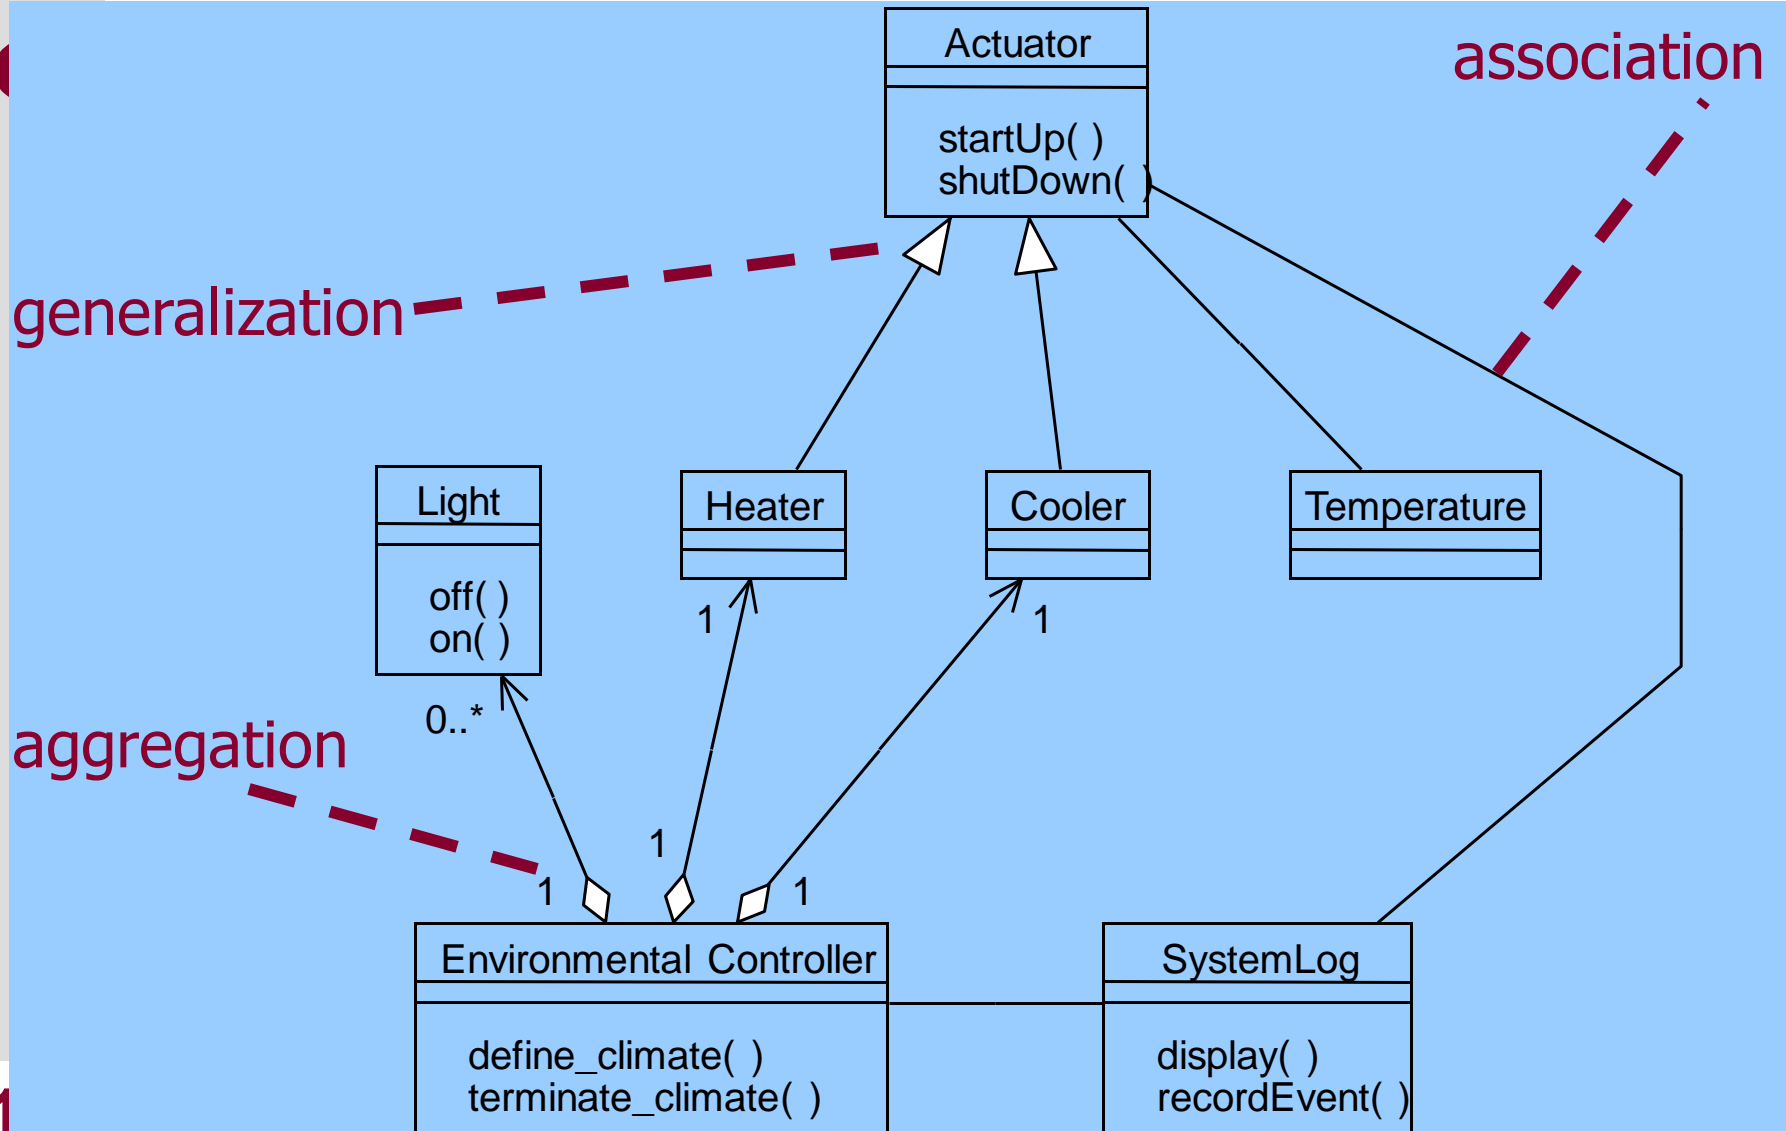 Actuator
association
startUp( )
shutDown( )
generalization
Light
Heater
Cooler
Temperature
off( )
on( )
1
1
0..*
aggregation
1
1
1
Environmental Controller
SystemLog
define_climate( )
terminate_climate( )
display( )
recordEvent( )